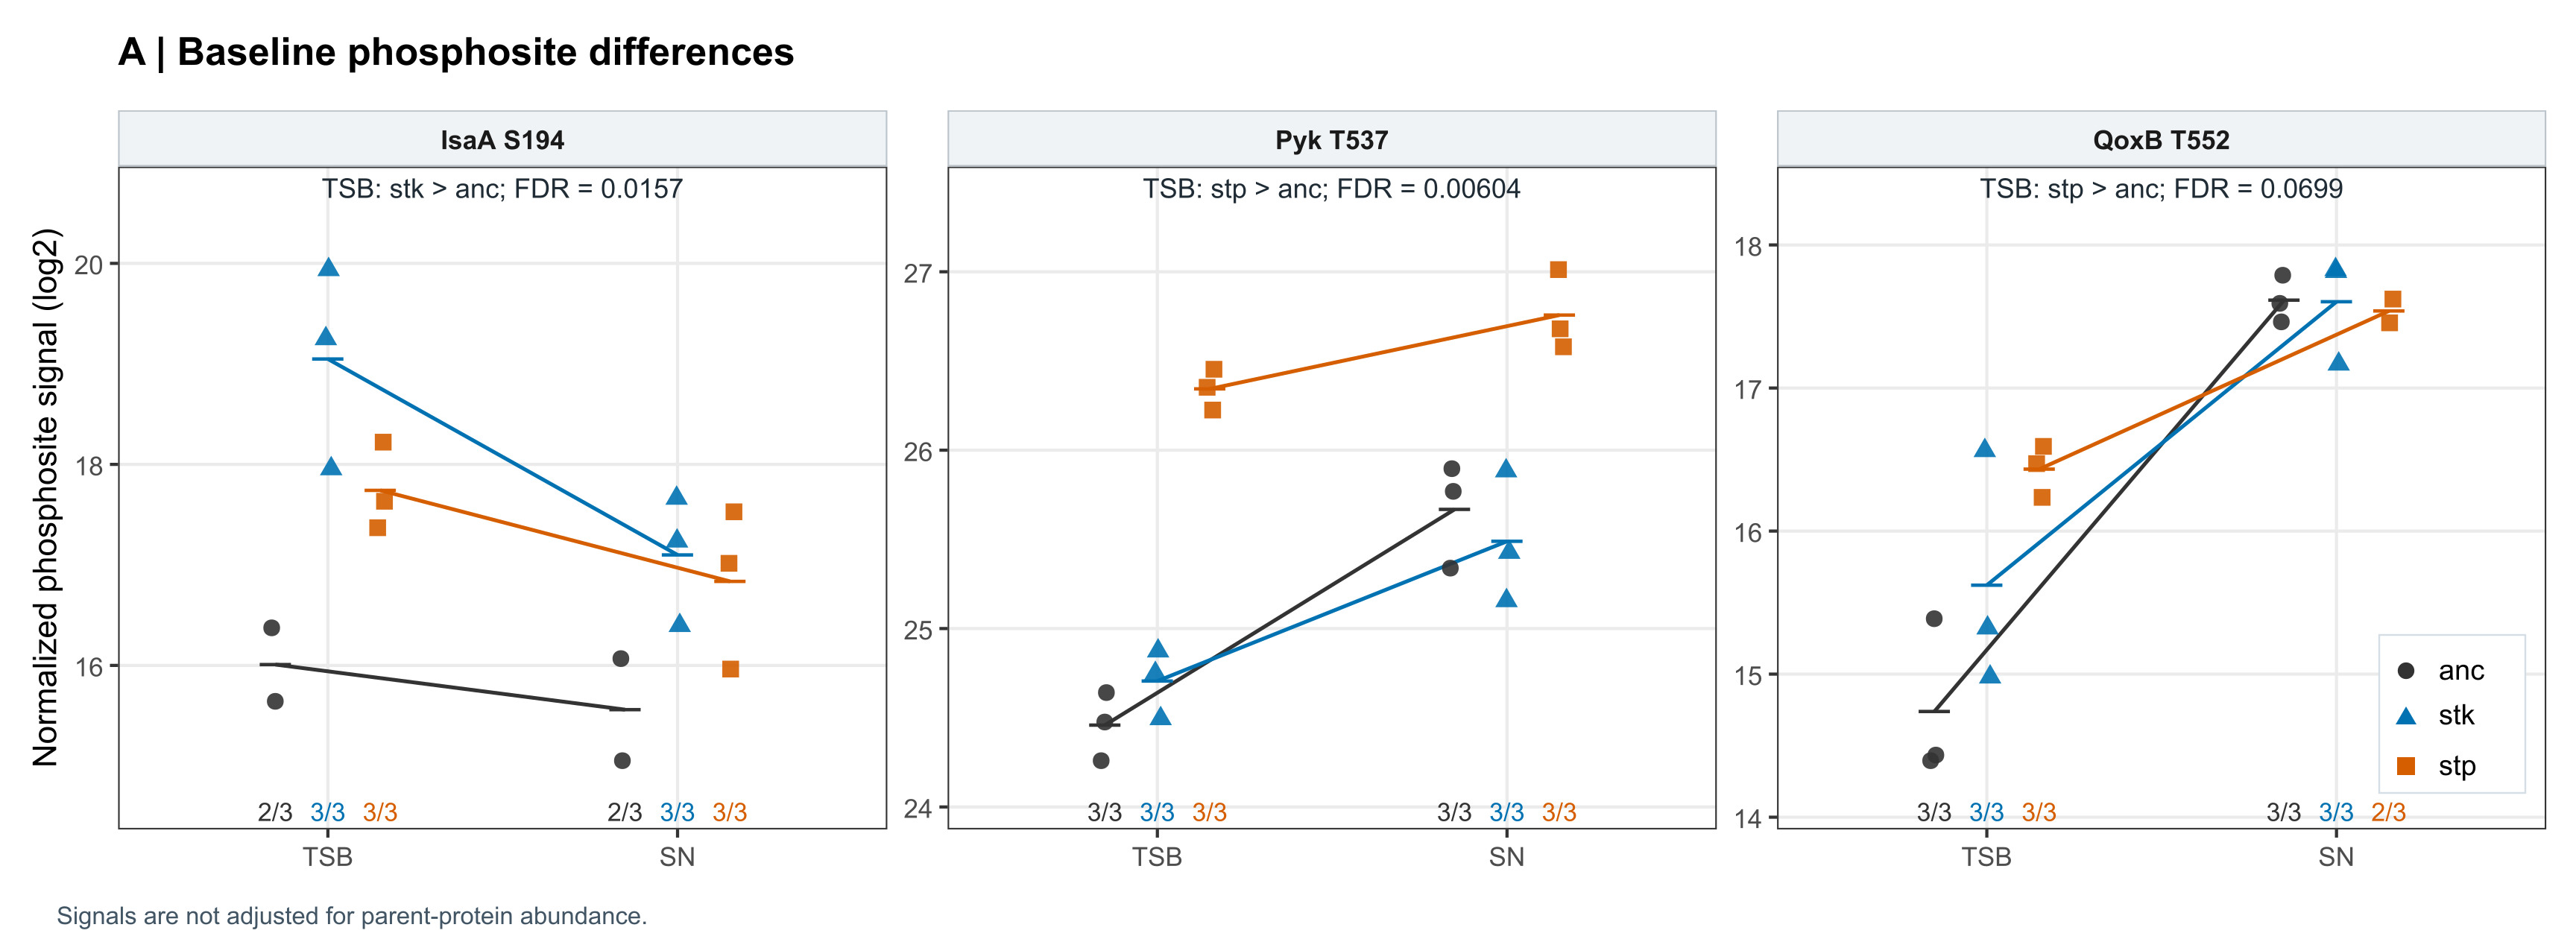 A | Baseline phosphosite differences
IsaA S194
Pyk T537
QoxB T552
TSB: stk > anc; FDR = 0.0157
TSB: stp > anc; FDR = 0.00604
TSB: stp > anc; FDR = 0.0699
Normalized phosphosite signal (log2)
20
18
16
27
26
25
24
18
17
16
15
14
anc
stk
stp
2/3 3/3 3/3
2/3 3/3 3/3
3/3 3/3 3/3
3/3 3/3 3/3
3/3 3/3 3/3
3/3 3/3 2/3
TSB
SN
TSB
SN
TSB
SN
Signals are not adjusted for parent-protein abundance.